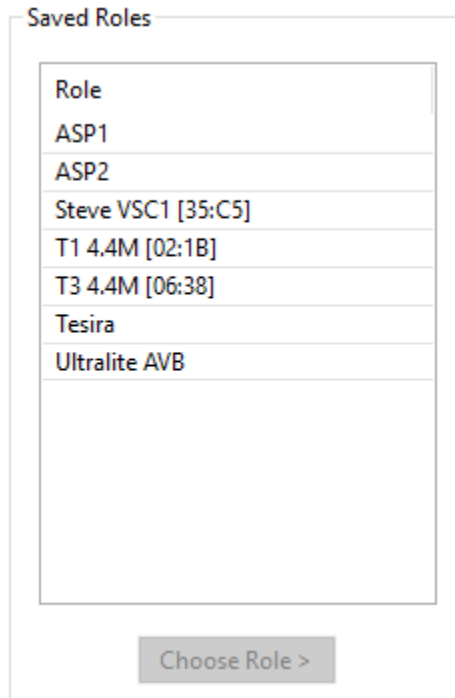 Saved Roles
Role
ASP1
ASP2
Steve VSC1 [35:C5]
T1 4.4M [02:1B]
T3 4.4M [06:38]
Tesira
Ultralite AVB
Choose Role >